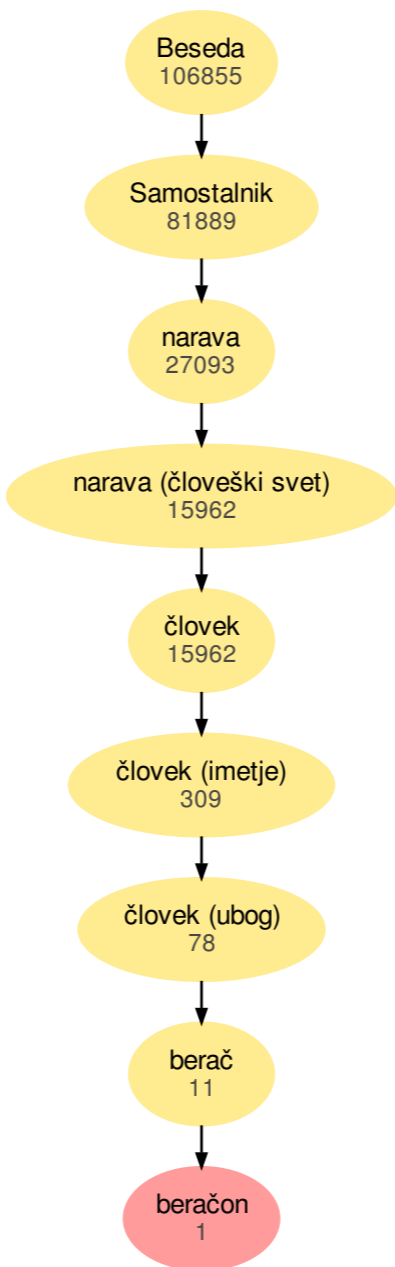 Beseda
106855
Samostalnik
81889
narava
27093
narava (človeški svet)
15962
človek
15962
človek (imetje)
309
človek (ubog)
78
berač
11
beračon
1